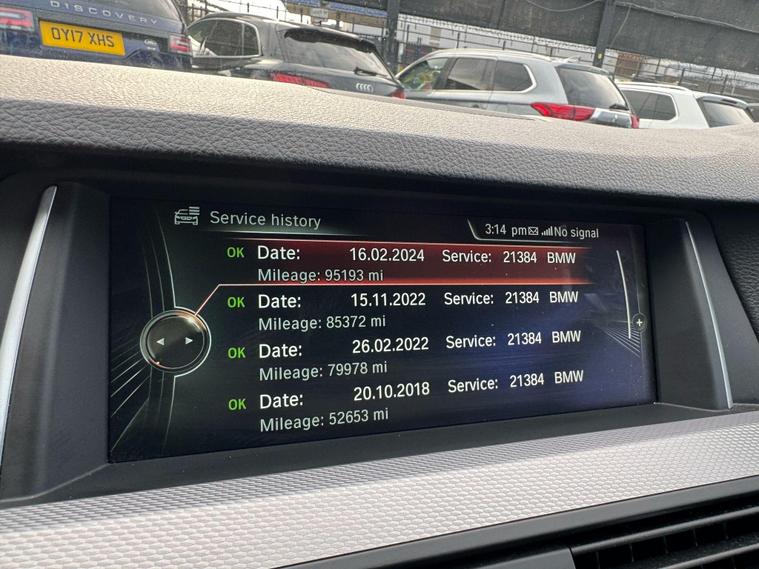 DISCOVERY
OY17 XHS
Service history
3:14 pm No signal
OK Date: 16.02.2024 Service: 21384 BMW
Mileage: 95193 mi
OK Date: 15.11.2022 Service: 21384 BMW
Mileage: 85372 mi
OK Date: 26.02.2022 Service: 21384 BMW
Mileage: 79978 mi
OK Date: 20.10.2018 Service: 21384 BMW
Mileage: 52653 mi